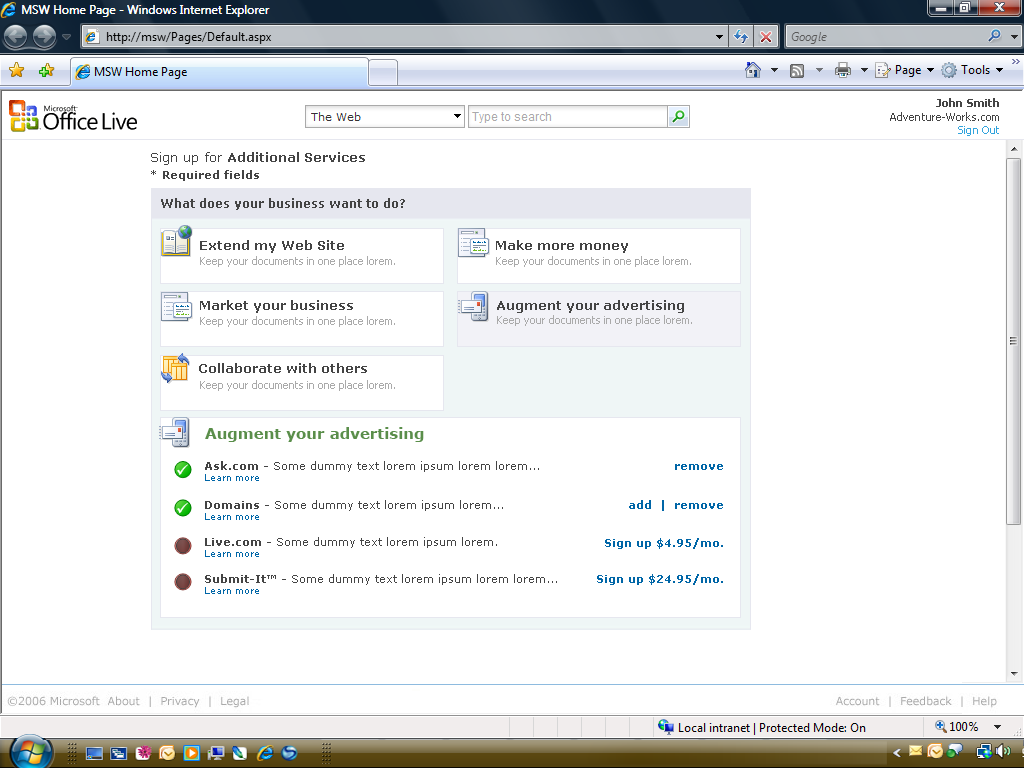 MSW Home Page - Windows Internet Explorer
http://msw/Pages/Default.aspx
Google
MSW Home Page
Page
Tools
Microsoft
Office Live
The Web
Type to search
John Smith
Adventure-Works.com
Sign Out
Sign up for Additional Services
* Required fields
What does your business want to do?
Extend my Web Site
Keep your documents in one place lorem.
Make more money
Keep your documents in one place lorem.
Market your business
Keep your documents in one place lorem.
Augment your advertising
Keep your documents in one place lorem.
Collaborate with others
Keep your documents in one place lorem.
Augment your advertising
Ask.com - Some dummy text lorem ipsum lorem lorem... remove
Learn more
Domains - Some dummy text lorem ipsum lorem... add | remove
Learn more
Live.com - Some dummy text lorem ipsum lorem. Sign up $4.95/mo.
Learn more
Submit-It™ - Some dummy text lorem ipsum lorem lorem... Sign up $24.95/mo.
Learn more
©2006 Microsoft About | Privacy | Legal
Account | Feedback | Help
Local intranet | Protected Mode: On
100%